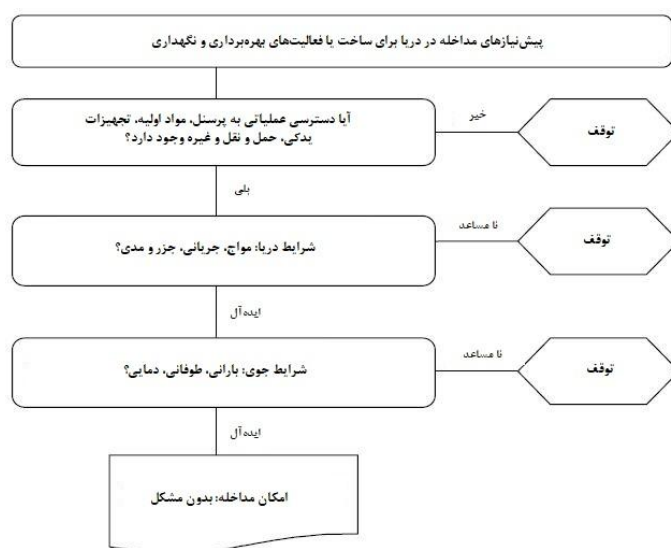 پیش‌نیازهای مداخله در دریا برای ساخت یا فعالیت‌های بهره‌برداری و نگهداری
آیا دسترسی عملیاتی به پرسنل، مواد اولیه، تجهیزات
یدکی، حمل و نقل و غیره وجود دارد؟
خیر
توقف
بلی
شرایط دریا: مواج، جریانی، جزر و مدی؟
نا مساعد
توقف
ایده آل
شرایط جوی: بارانی، طوفانی، دمایی؟
نا مساعد
توقف
ایده آل
امکان مداخله: بدون مشکل